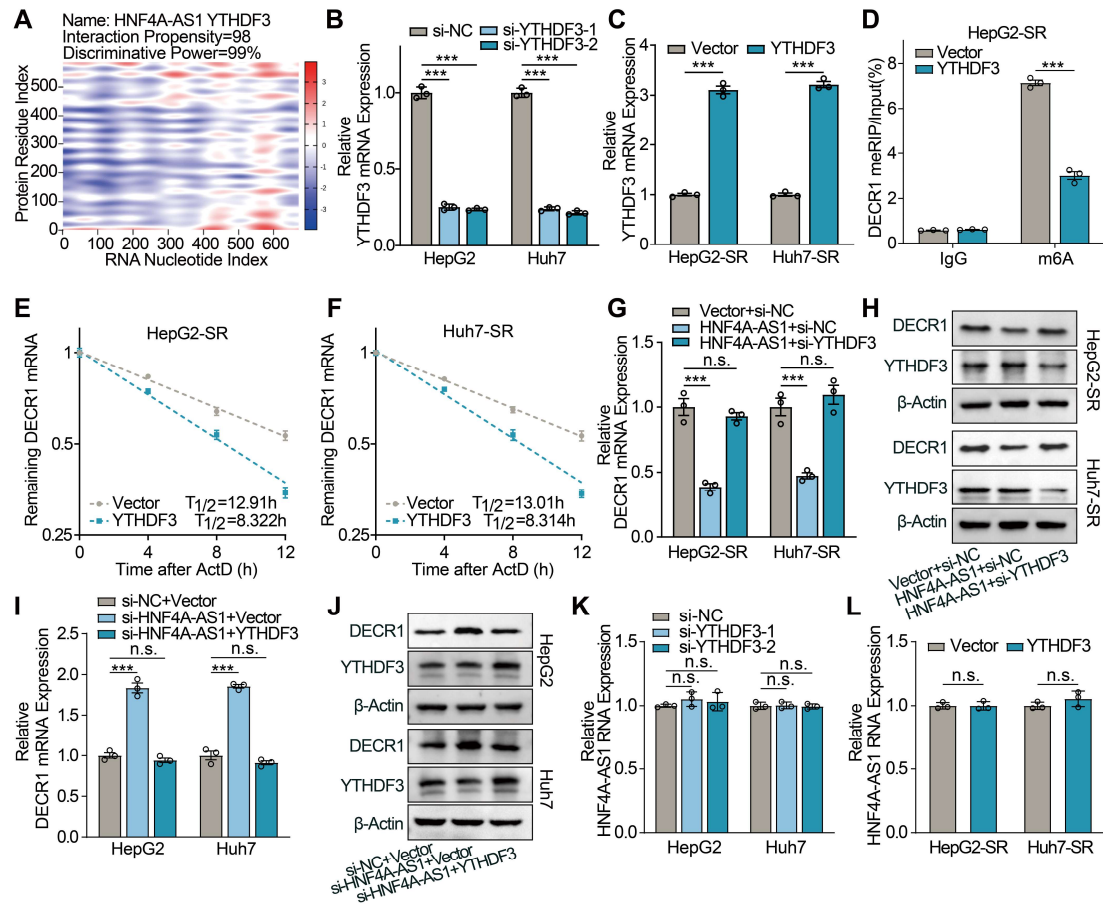 A
Name: HNF4A-AS1 YTHDF3
Interaction Propensity=98
Discriminative Power=99%
Protein Residue Index
500
400
300
200
100
0
0 100 200 300 400 500 600
RNA Nucleotide Index
3
2
1
0
-1
-2
-3
B
si-NC
si-YTHDF3-1
si-YTHDF3-2
Relative
YTHDF3 mRNA Expression
1.0
0.5
0.0
*** *** *** ***
HepG2 Huh7
C
Vector YTHDF3
Relative
YTHDF3 mRNA Expression
4
3
2
1
0
*** ***
HepG2-SR Huh7-SR
D
HepG2-SR
Vector
YTHDF3
DECR1 meRIP/Input(%)
8
6
4
2
0
***
IgG m6A
E
HepG2-SR
Remaining DECR1 mRNA
1
0.5
0.25
Vector T1/2=12.91h
YTHDF3 T1/2=8.322h
0 4 8 12
Time after ActD (h)
F
Huh7-SR
Remaining DECR1 mRNA
1
0.5
0.25
Vector T1/2=13.01h
YTHDF3 T1/2=8.314h
0 4 8 12
Time after ActD (h)
G
Vector+si-NC
HNF4A-AS1+si-NC
HNF4A-AS1+si-YTHDF3
Relative
DECR1 mRNA Expression
1.5
1.0
0.5
0.0
n.s. n.s.
*** ***
HepG2-SR Huh7-SR
H
DECR1
YTHDF3
β-Actin
HepG2-SR
DECR1
YTHDF3
β-Actin
Huh7-SR
Vector+si-NC
HNF4A-AS1+si-NC
HNF4A-AS1+si-YTHDF3
I
si-NC+Vector
si-HNF4A-AS1+Vector
si-HNF4A-AS1+YTHDF3
Relative
DECR1 mRNA Expression
2.5
2.0
1.5
1.0
0.5
0.0
n.s. n.s.
*** ***
HepG2 Huh7
J
DECR1
YTHDF3
β-Actin
HepG2
DECR1
YTHDF3
β-Actin
Huh7
si-NC+Vector
si-HNF4A-AS1+Vector
si-HNF4A-AS1+YTHDF3
K
si-NC
si-YTHDF3-1
si-YTHDF3-2
Relative
HNF4A-AS1 RNA Expression
1.5
1.0
0.5
0.0
n.s. n.s.
n.s. n.s.
HepG2 Huh7
L
Vector YTHDF3
Relative
HNF4A-AS1 RNA Expression
1.5
1.0
0.5
0.0
n.s. n.s.
HepG2-SR Huh7-SR